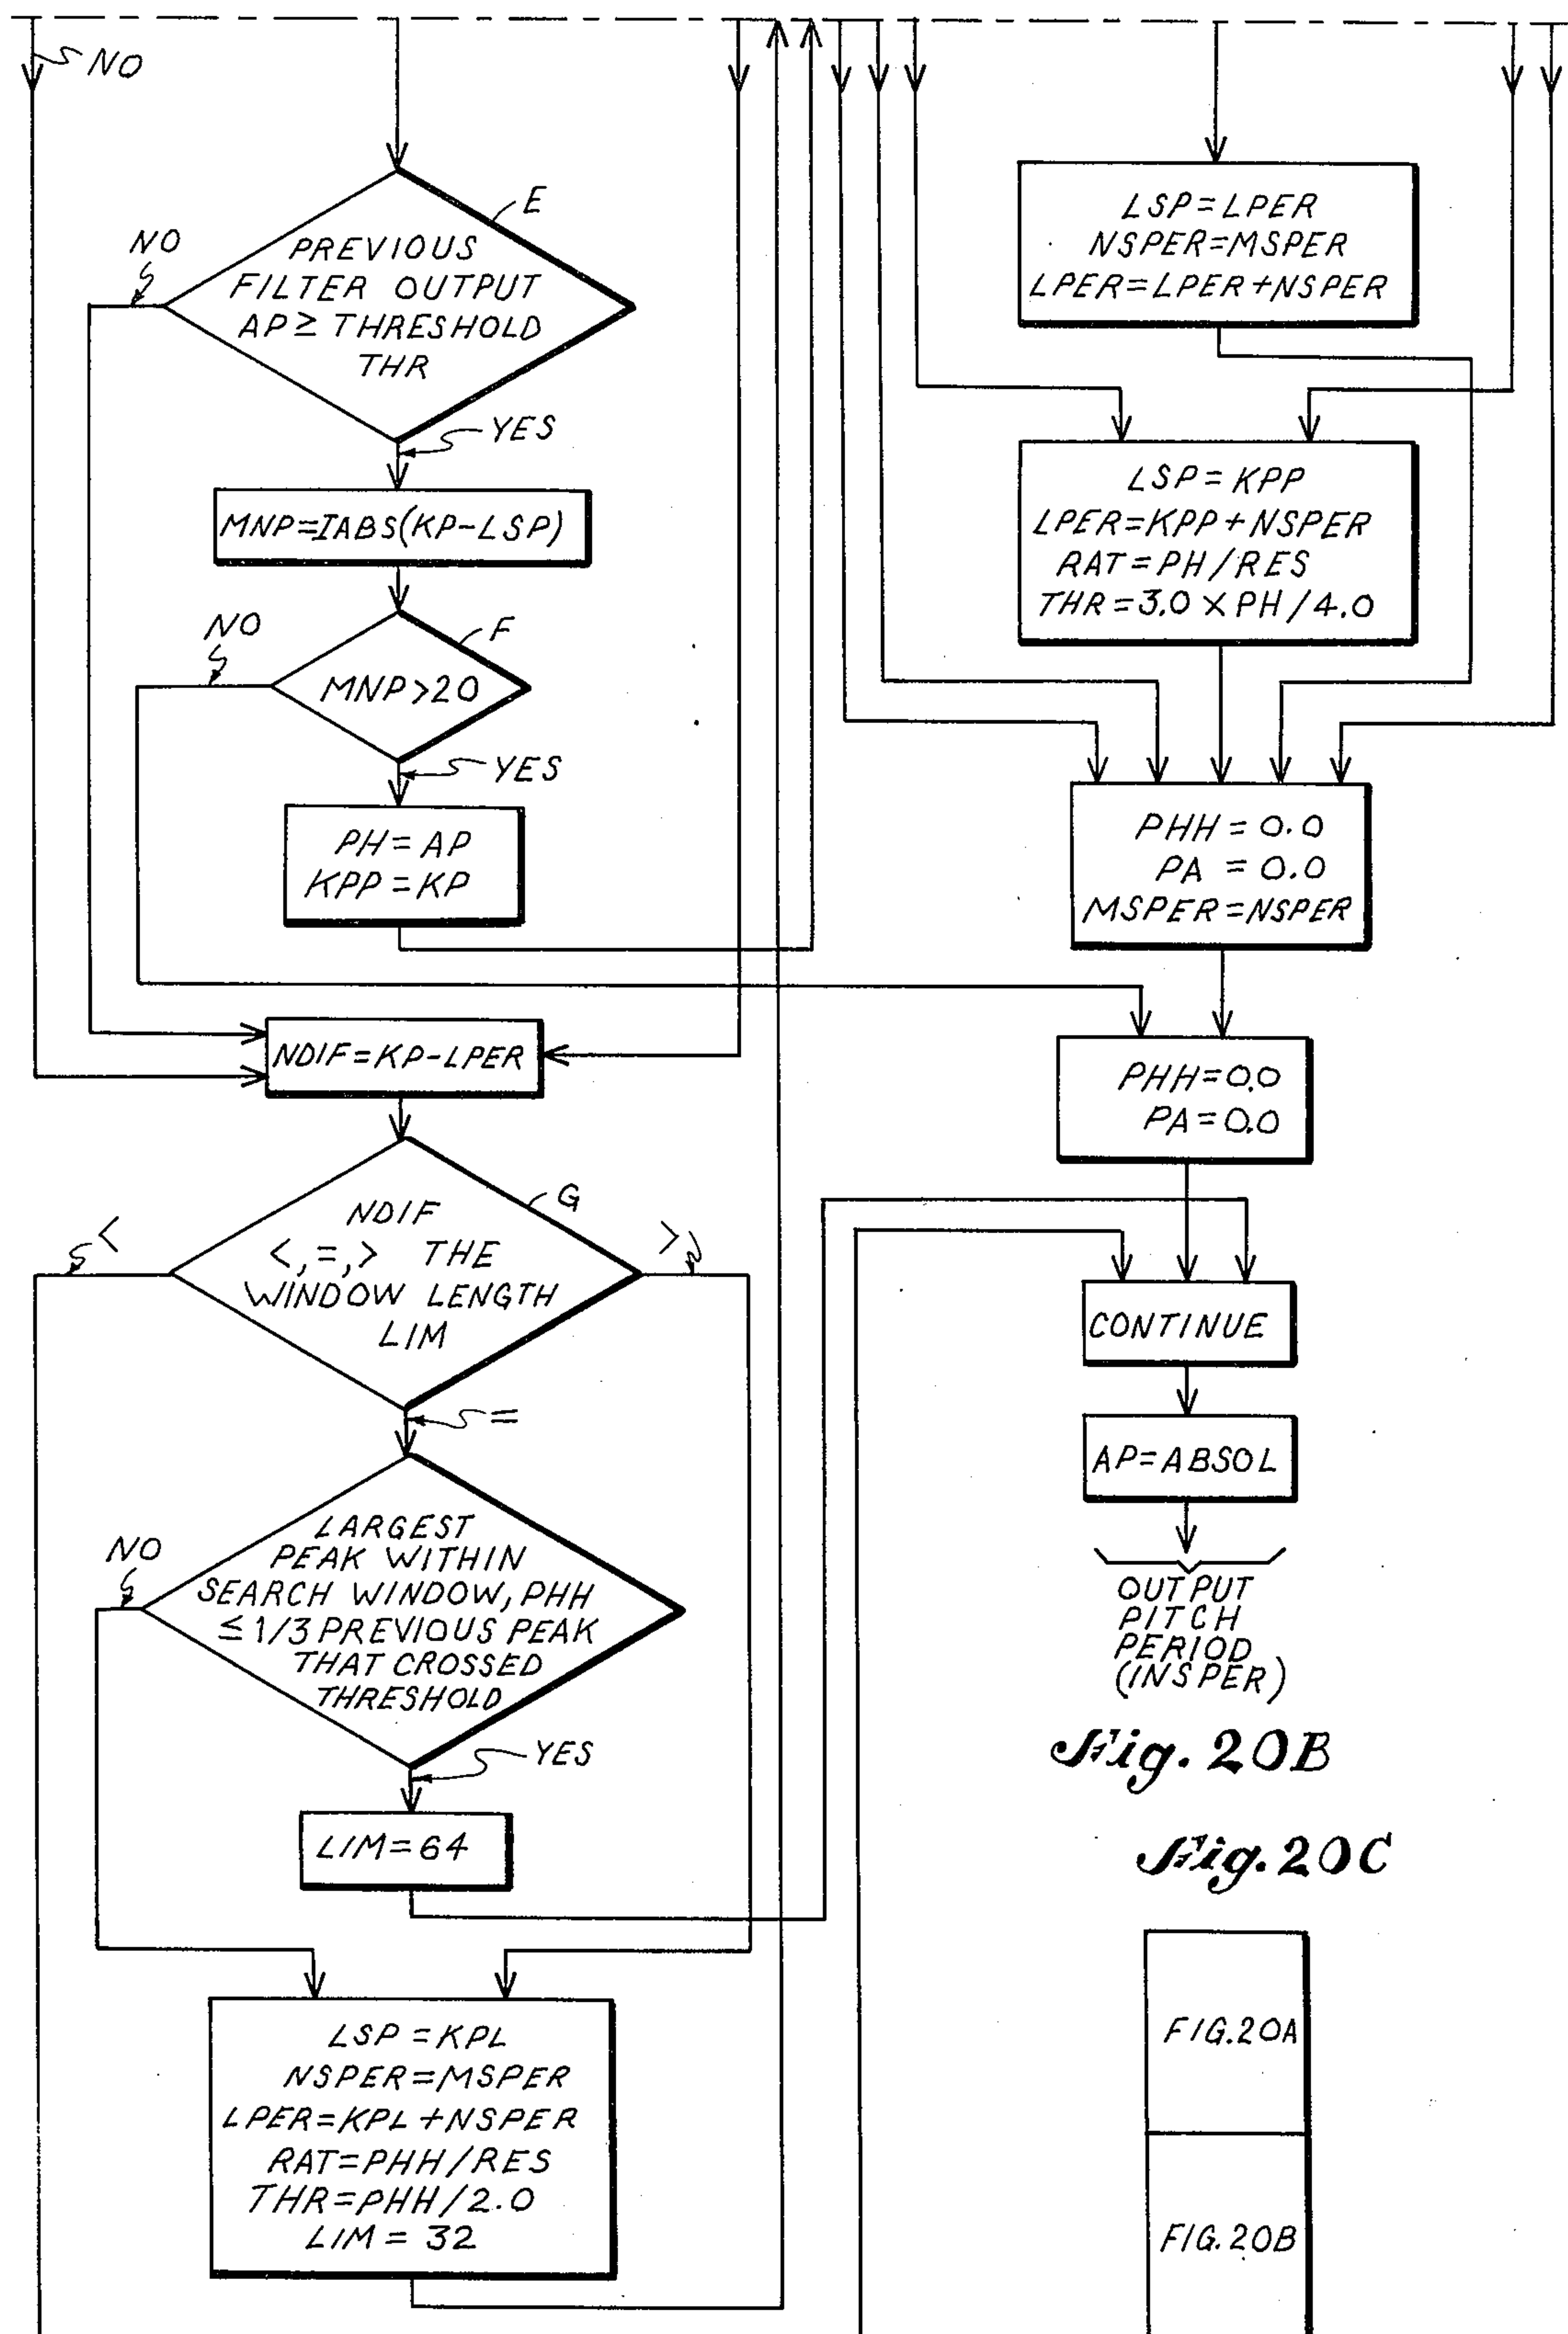 NO
E
NO
PREVIOUS
FILTER OUTPUT
AP ≥ THRESHOLD
THR
YES
MNP=IABS(KP-LSP)
NO
F
MNP>20
YES
PH = AP
KPP = KP
NDIF=KP-LPER
G
<
>
NDIF
<,=,> THE
WINDOW LENGTH
LIM
=
NO
LARGEST
PEAK WITHIN
SEARCH WINDOW, PHH
≤ 1/3 PREVIOUS PEAK
THAT CROSSED
THRESHOLD
YES
LIM=64
LSP = KPL
NSPER=MSPER
LPER=KPL+NSPER
RAT=PHH/RES
THR=PHH/2.0
LIM = 32
LSP=LPER
NSPER=MSPER
LPER=LPER+NSPER
LSP=KPP
LPER=KPP+NSPER
RAT=PH/RES
THR=3.0 X PH/4.0
PHH = 0.0
PA = 0.0
MSPER=NSPER
PHH=0.0
PA=0.0
CONTINUE
AP=ABSOL
OUTPUT
PITCH
PERIOD
(INSPER)
Fig. 20B
Fig. 20C
FIG.20A
FIG.20B